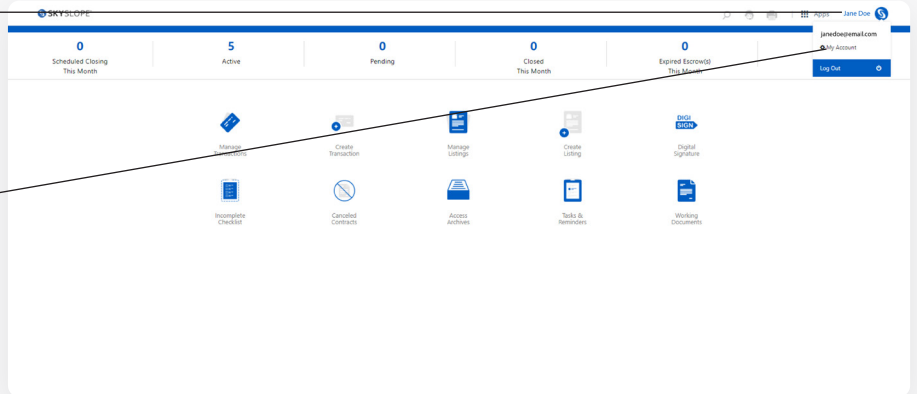 SKYSLOPE
Apps
Jane Doe
janedoe@email.com
My Account
Log Out
0
Scheduled Closing
This Month
5
Active
0
Pending
0
Closed
This Month
0
Expired Escrow(s)
This Month
Manage
Transactions
Create
Transaction
Manage
Listings
Create
Listing
DIGI
SIGN
Digital
Signature
Incomplete
Checklist
Canceled
Contracts
Access
Archives
Tasks &
Reminders
Working
Documents